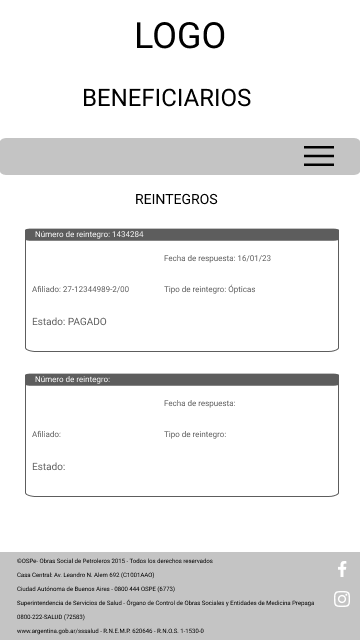 LOGO
BENEFICIARIOS
REINTEGROS
Número de reintegro: 1434284
Fecha de respuesta: 16/01/23
Afiliado: 27-12344989-2/00
Tipo de reintegro: Ópticas
Estado: PAGADO
Número de reintegro:
Fecha de respuesta:
Afiliado:
Tipo de reintegro:
Estado:
©OSPe- Obras Social de Petroleros 2015 - Todos los derechos reservados
Casa Central: Av. Leandro N. Alem 692 (C1001AAO)
Ciudad Autónoma de Buenos Aires - 0800 444 OSPE (6773)
Superintendencia de Servicios de Salud - Órgano de Control de Obras Sociales y Entidades de Medicina Prepaga
0800-222-SALUD (72583)
www.argentina.gob.ar/sssalud - R.N.E.M.P. 620646 - R.N.O.S. 1-1530-0